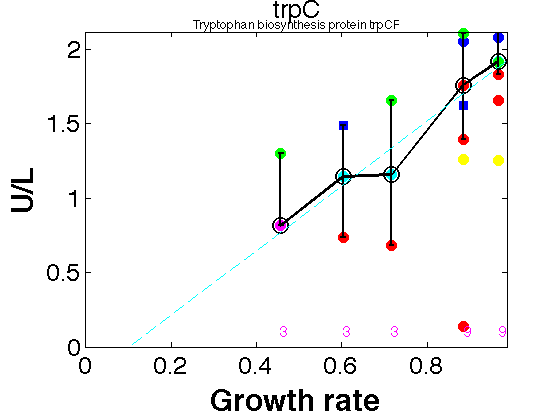 trpC
Tryptophan biosynthesis protein trpCF
2
1.5
1
0.5
0
U/L
3 3 3 9 9
0 0.2 0.4 0.6 0.8
Growth rate